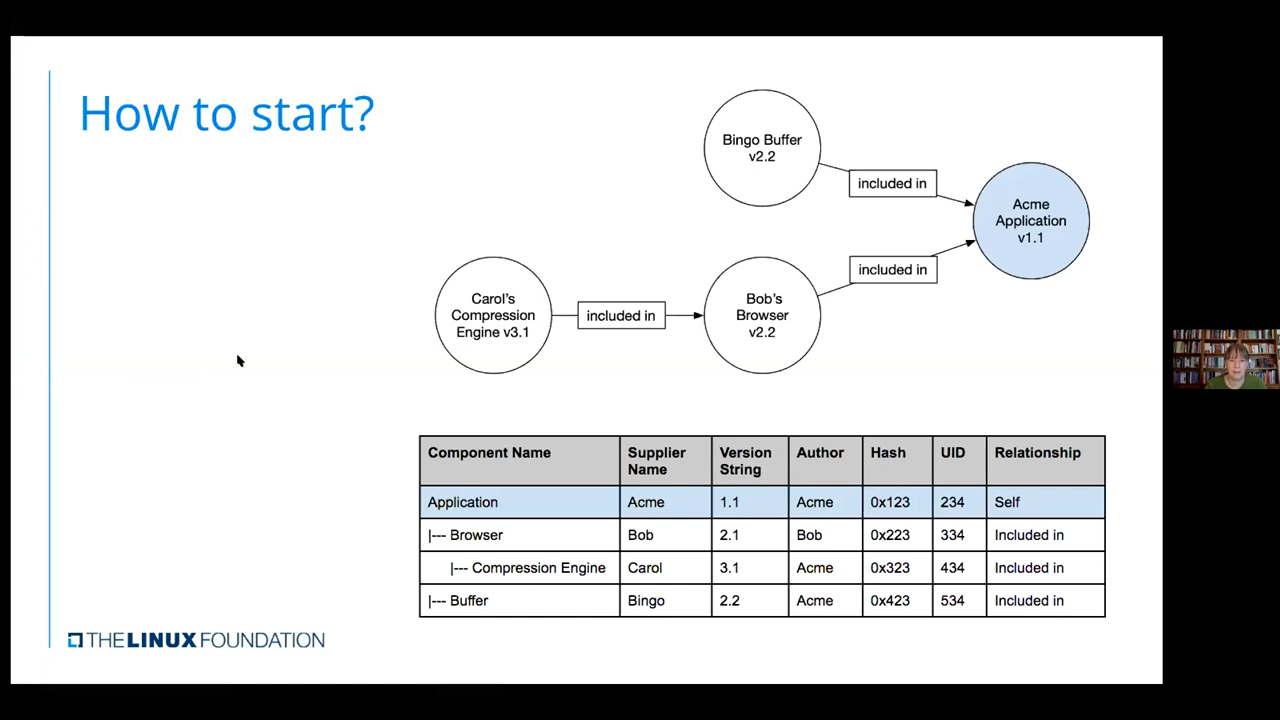 How to start?
Bingo Buffer
v2.2
included in
Acme
Application
v1.1
included in
Carol's
Compression
Engine v3.1
included in
Bob's
Browser
v2.2
Component Name Supplier Name Version String Author Hash UID Relationship
Application Acme 1.1 Acme 0x123 234 Self
|--- Browser Bob 2.1 Bob 0x223 334 Included in
|--- Compression Engine Carol 3.1 Acme 0x323 434 Included in
|--- Buffer Bingo 2.2 Acme 0x423 534 Included in
THE LINUX FOUNDATION